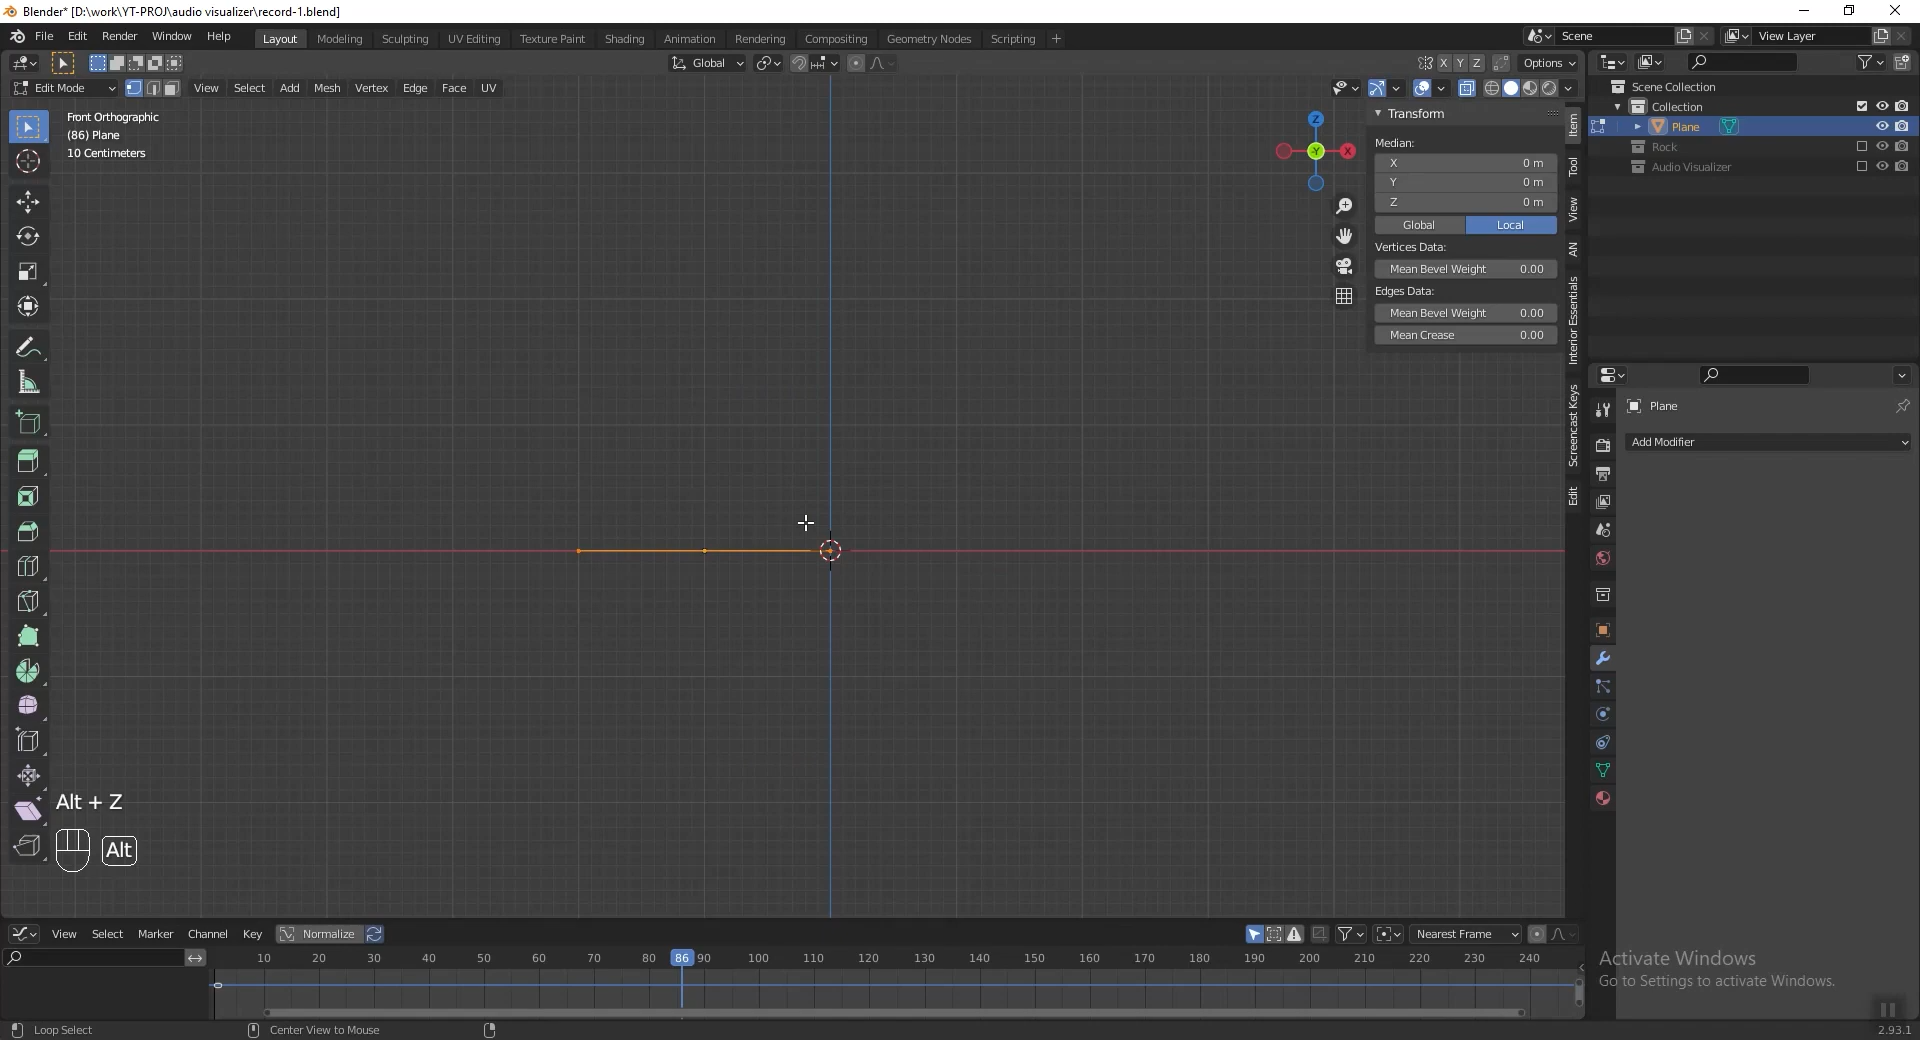 Blender* [D:\work\YT-PROJ\audio visualizer\record-1.blend]
File Edit Render Window Help Layout Modeling Sculpting UV Editing Texture Paint Shading Animation Rendering Compositing Geometry Nodes Scripting + Scene View Layer
Global X Y Z Options
Edit Mode View Select Add Mesh Vertex Edge Face UV
Front Orthographic
(86) Plane
10 Centimeters
Z
Y
X
Transform
Median:
X 0 m
Y 0 m
Z 0 m
Global Local
Vertices Data:
Mean Bevel Weight 0.00
Edges Data:
Mean Bevel Weight 0.00
Mean Crease 0.00
Item
Tool
View
AN
Interior Essentials
Screencast Keys
Edit
Scene Collection
Collection
Plane
Rock
Audio Visualizer
Plane
Add Modifier
Alt + Z
Alt
View Select Marker Channel Key Normalize Nearest Frame
10 20 30 40 50 60 70 80 86 90 100 110 120 130 140 150 160 170 180 190 200 210 220 230 240
Activate Windows
Go to Settings to activate Windows.
Loop Select Center View to Mouse 2.93.1